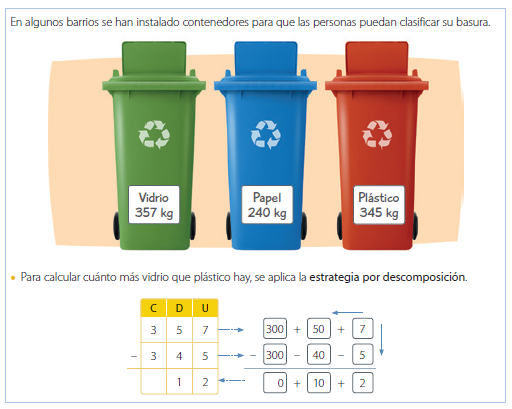 En algunos barrios se han instalado contenedores para que las personas puedan clasificar su basura.
Vidrio
357 kg
Papel
240 kg
Plástico
345 kg
• Para calcular cuánto más vidrio que plástico hay, se aplica la estrategia por descomposición.
C D U
3 5 7 300 + 50 + 7
– 3 4 5 – 300 – 40 – 5
1 2 0 + 10 + 2